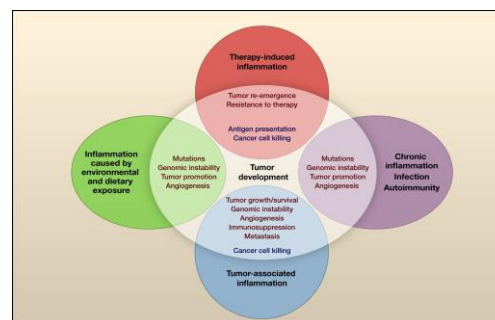 Therapy-induced
inflammation
Tumor re-emergence
Resistance to therapy
Antigen presentation
Cancer cell killing
Inflammation
caused by
environmental
and dietary
exposure
Mutations
Genomic instability
Tumor promotion
Angiogenesis
Tumor
development
Mutations
Genomic instability
Tumor promotion
Angiogenesis
Chronic
inflammation
Infection
Autoimmunity
Tumor growth/survival
Genomic instability
Angiogenesis
Immunosuppression
Metastasis
Cancer cell killing
Tumor-associated
inflammation